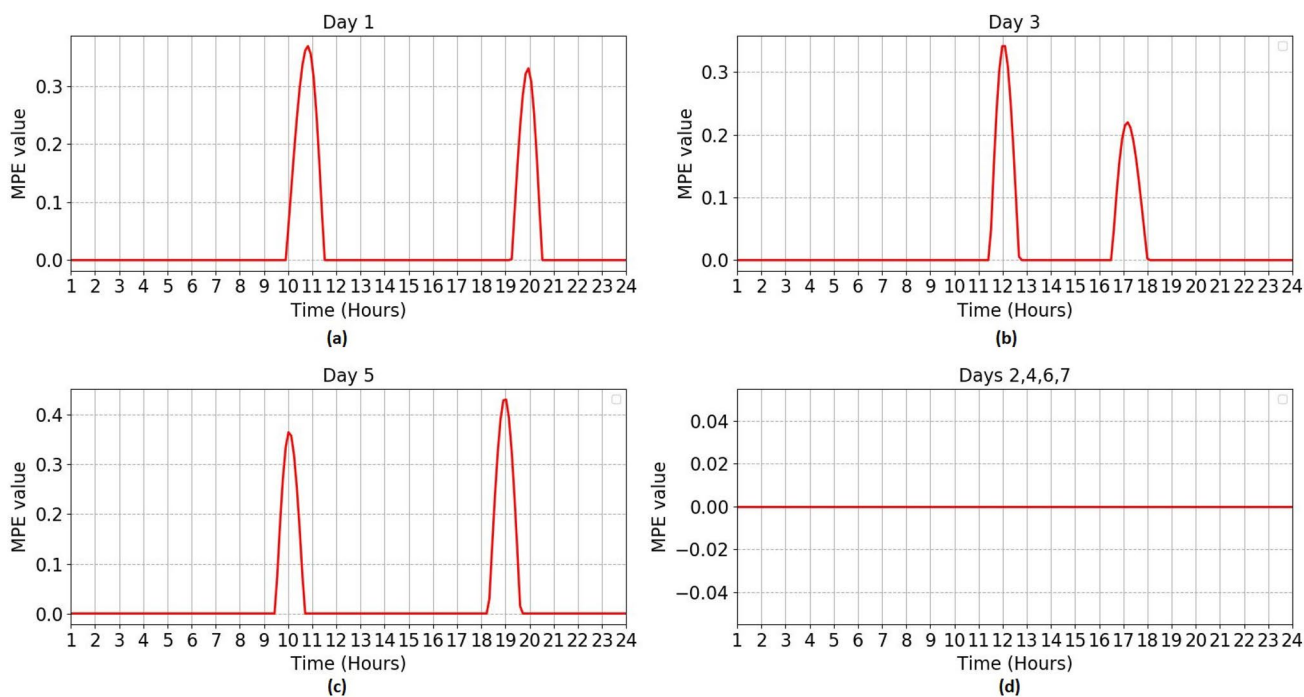 Day 1
0.3
0.2
0.1
0.0
MPE value
1 2 3 4 5 6 7 8 9 10 11 12 13 14 15 16 17 18 19 20 21 22 23 24
Time (Hours)
(a)
Day 3
0.3
0.2
0.1
0.0
MPE value
1 2 3 4 5 6 7 8 9 10 11 12 13 14 15 16 17 18 19 20 21 22 23 24
Time (Hours)
(b)
Day 5
0.4
0.3
0.2
0.1
0.0
MPE value
1 2 3 4 5 6 7 8 9 10 11 12 13 14 15 16 17 18 19 20 21 22 23 24
Time (Hours)
(c)
Days 2,4,6,7
0.04
0.02
0.00
−0.02
−0.04
MPE value
1 2 3 4 5 6 7 8 9 10 11 12 13 14 15 16 17 18 19 20 21 22 23 24
Time (Hours)
(d)